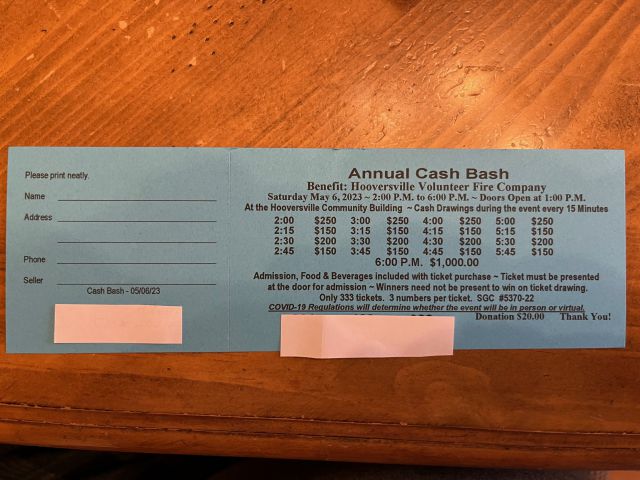 Please print neatly.
Name
Address
Phone
Seller
Cash Bash - 05/06/23
Annual Cash Bash
Benefit: Hooversville Volunteer Fire Company
Saturday May 6, 2023 ~ 2:00 P.M. to 6:00 P.M. ~ Doors Open at 1:00 P.M.
At the Hooversville Community Building ~ Cash Drawings during the event every 15 Minutes
2:00 $250 3:00 $250 4:00 $250 5:00 $250
2:15 $150 3:15 $150 4:15 $150 5:15 $150
2:30 $200 3:30 $200 4:30 $200 5:30 $200
2:45 $150 3:45 $150 4:45 $150 5:45 $150
6:00 P.M. $1,000.00
Admission, Food & Beverages included with ticket purchase ~ Ticket must be presented
at the door for admission ~ Winners need not be present to win on ticket drawing.
Only 333 tickets. 3 numbers per ticket. SGC #5370-22
COVID-19 Regulations will determine whether the event will be in person or virtual.
Donation $20.00 Thank You!